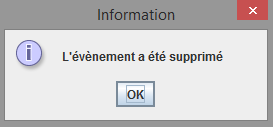 Information
L'évènement a été supprimé
OK